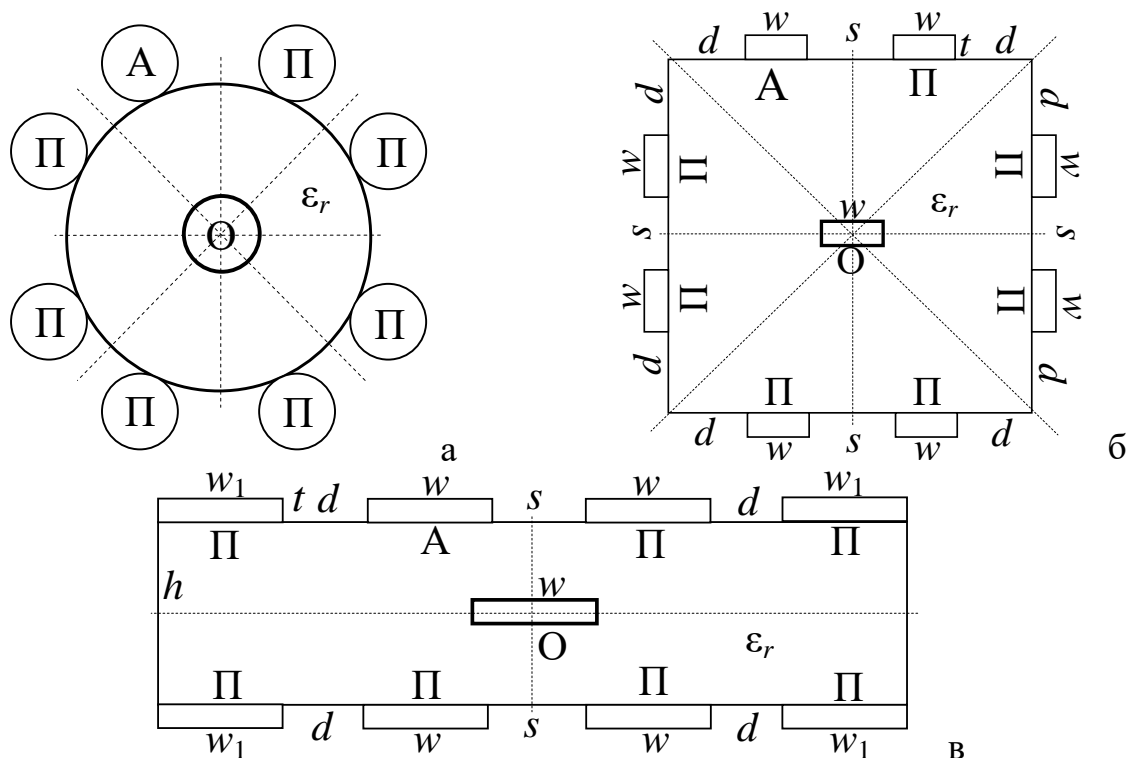 А П
П П
εr
О
П П
П П
а
w s w
d t d
А П
d d
w П П w
w εr
s s
О
w П П w
d d
П П
d d
w s w
б
w1 t d w s w d w1
П А П П
h w
О εr
П П П П
w1 d w s w d w1
в